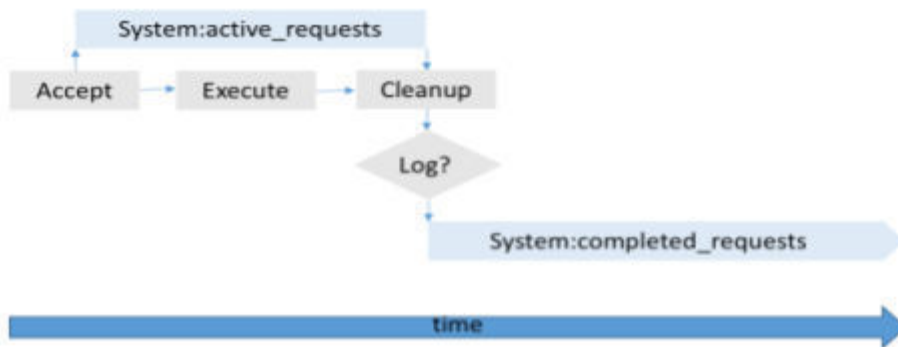 System:active_requests
Accept
Execute
Cleanup
Log?
System:completed_requests
time